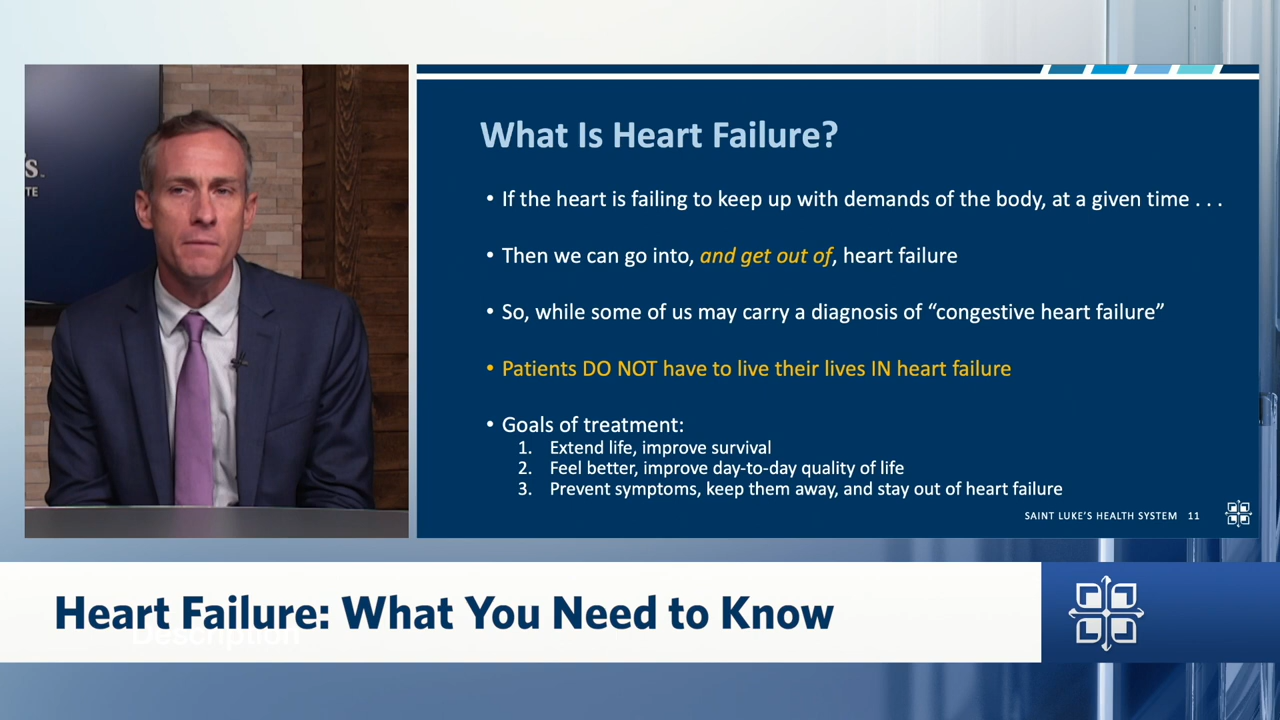 's™
TE
What Is Heart Failure?
• If the heart is failing to keep up with demands of the body, at a given time . . .
• Then we can go into, and get out of, heart failure
• So, while some of us may carry a diagnosis of “congestive heart failure”
• Patients DO NOT have to live their lives IN heart failure
• Goals of treatment:
1. Extend life, improve survival
2. Feel better, improve day-to-day quality of life
3. Prevent symptoms, keep them away, and stay out of heart failure
SAINT LUKE'S HEALTH SYSTEM 11
Heart Failure: What You Need to Know
Description